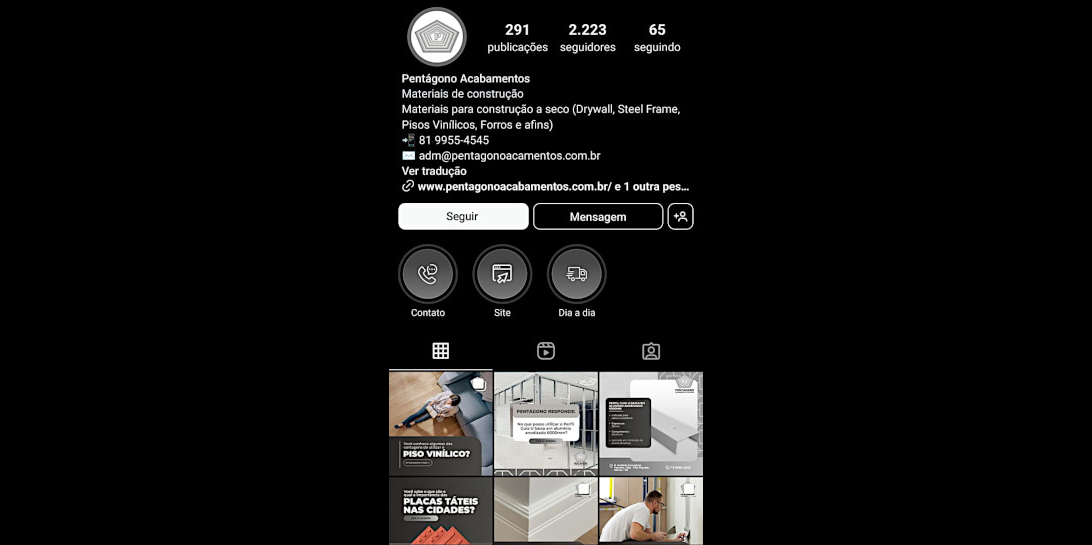 291
2.223
65
publicações
seguidores
seguindo
Pentágono Acabamentos
Materiais de construção
Materiais para construção a seco (Drywall, Steel Frame,
Pisos Vinílicos, Forros e afins)
81 9955-4545
adm@pentagonoacamentos.com.br
Ver tradução
www.pentagonoacabamentos.com.br/ e 1 outra pes...
Seguir
Mensagem
Contato
Site
Dia a dia
Você conhece algumas das
vantagens de utilizar o
PISO VINÍLICO?
PENTÁGONO RESPONDE:
No que posso utilizar o Perfil
Guia U baixa em alumínio
anodizado 6000mm?
Você sabe o que são e
qual a importância das
PLACAS TÁTEIS
NAS CIDADES?